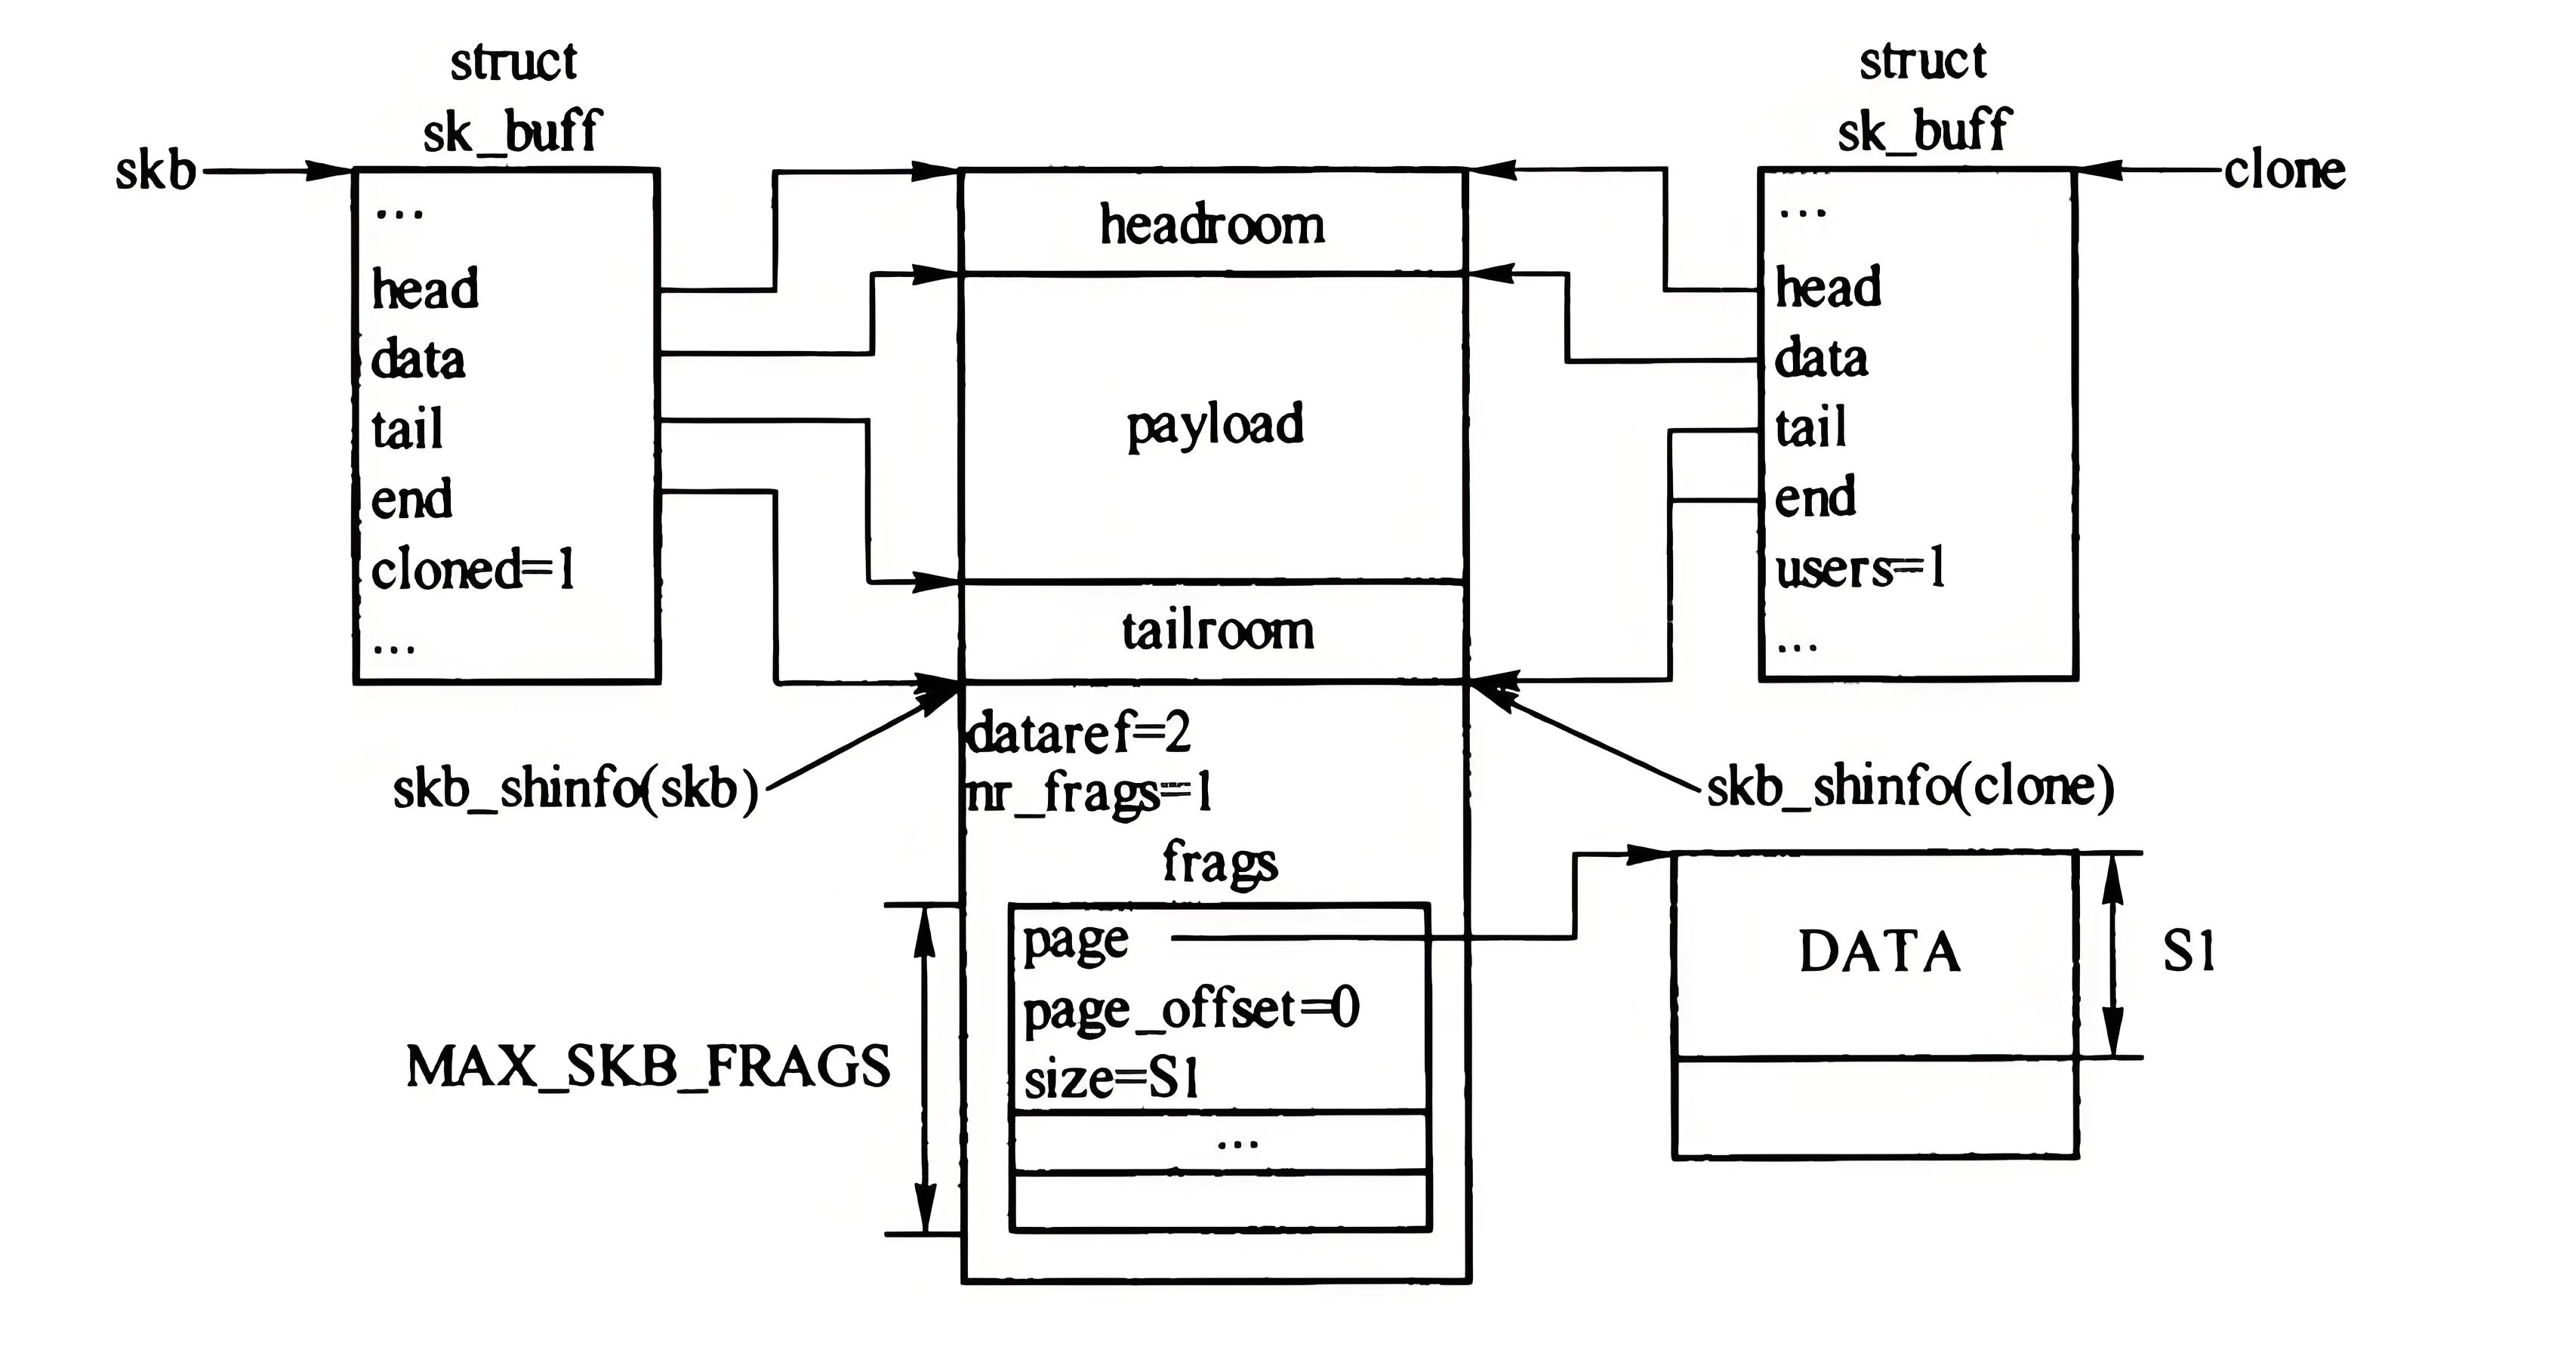 struct
sk_buff
skb
...
head
data
tail
end
cloned=1
...
headroom
payload
tailroom
dataref=2
nr_frags=1
frags
page
page_offset=0
size=S1
...
struct
sk_buff
clone
...
head
data
tail
end
users=1
...
skb_shinfo(skb)
skb_shinfo(clone)
MAX_SKB_FRAGS
DATA
S1